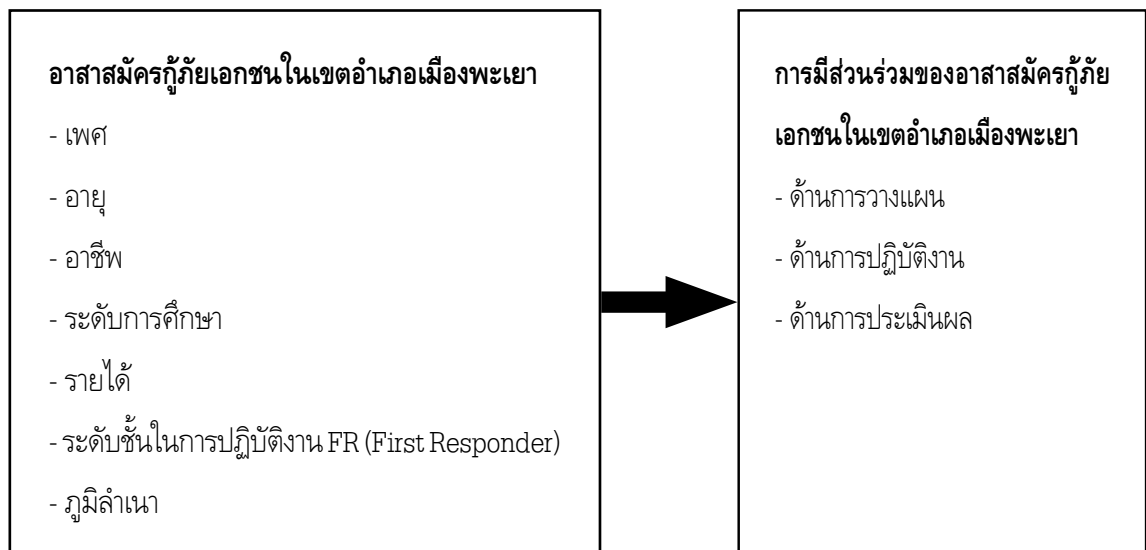 อาสาสมัครกู้ภัยเอกชนในเขตอำเภอเมืองพะเยา
- เพศ
- อายุ
- อาชีพ
- ระดับการศึกษา
- รายได้
- ระดับชั้นในการปฏิบัติงาน FR (First Responder)
- ภูมิลำเนา
การมีส่วนร่วมของอาสาสมัครกู้ภัย
เอกชนในเขตอำเภอเมืองพะเยา
- ด้านการวางแผน
- ด้านการปฏิบัติงาน
- ด้านการประเมินผล